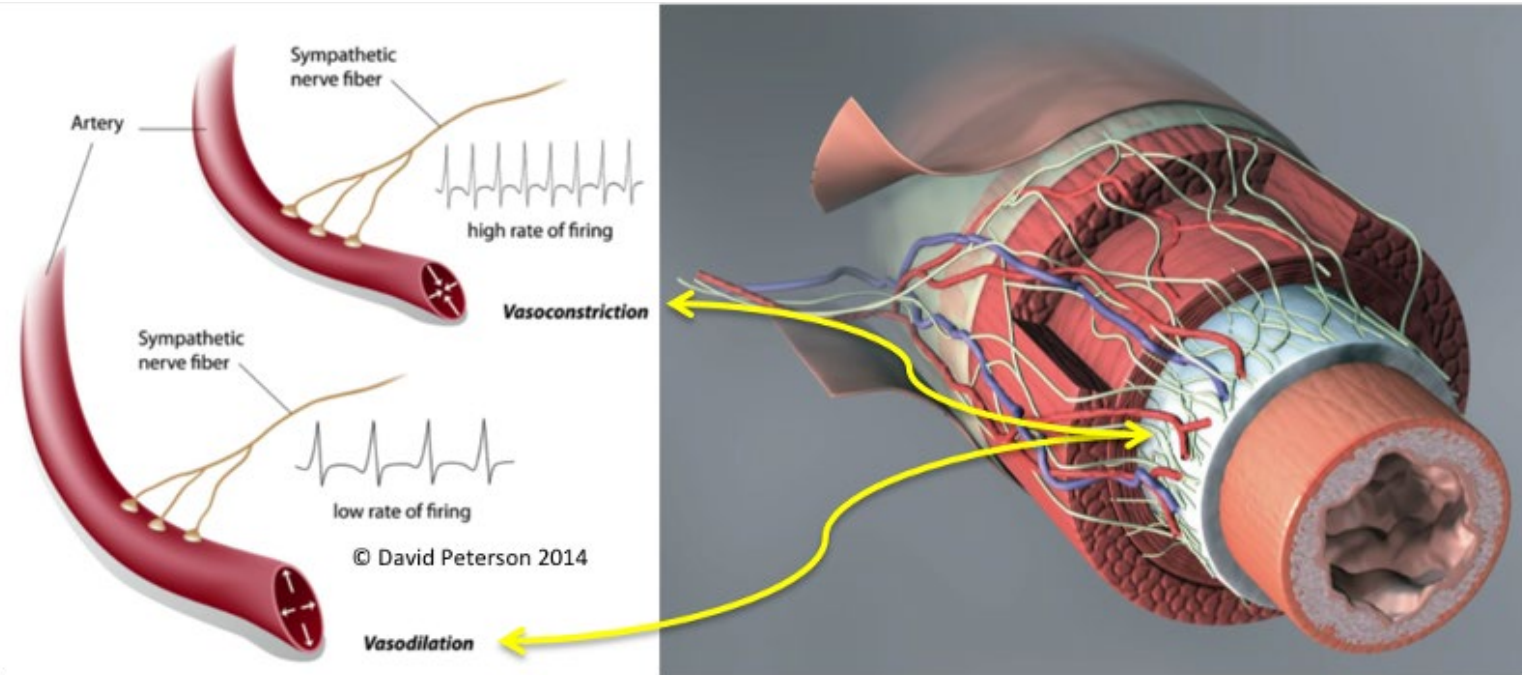 Sympathetic
nerve fiber
Artery
high rate of firing
Vasoconstriction
Sympathetic
nerve fiber
low rate of firing
© David Peterson 2014
Vasodilation